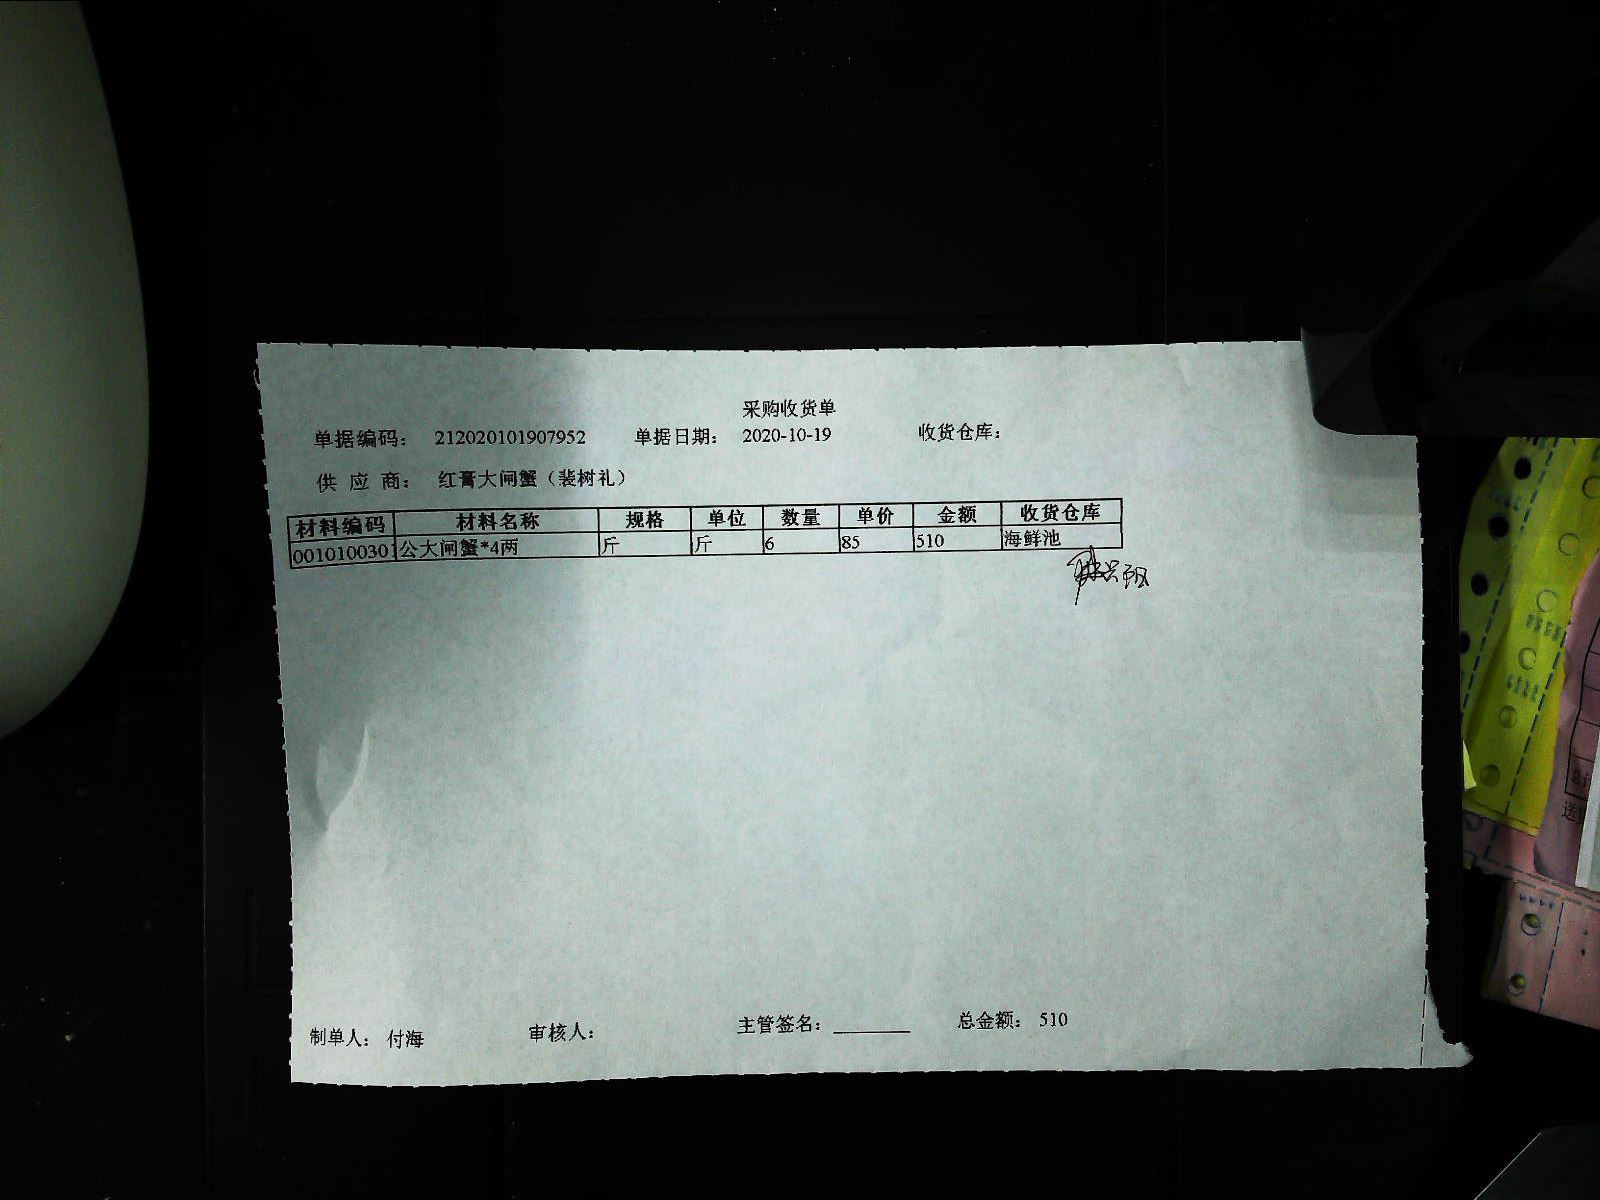 采购收货单
单据编码： 212020101907952 单据日期： 2020-10-19 收货仓库：
供 应 商： 红膏大闸蟹（裴树礼）
材料编码 材料名称 规格 单位 数量 单价 金额 收货仓库
001010030 公大闸蟹*4两 斤 斤 6 85 510 海鲜池
制单人： 付海 审核人： 主管签名： 总金额： 510